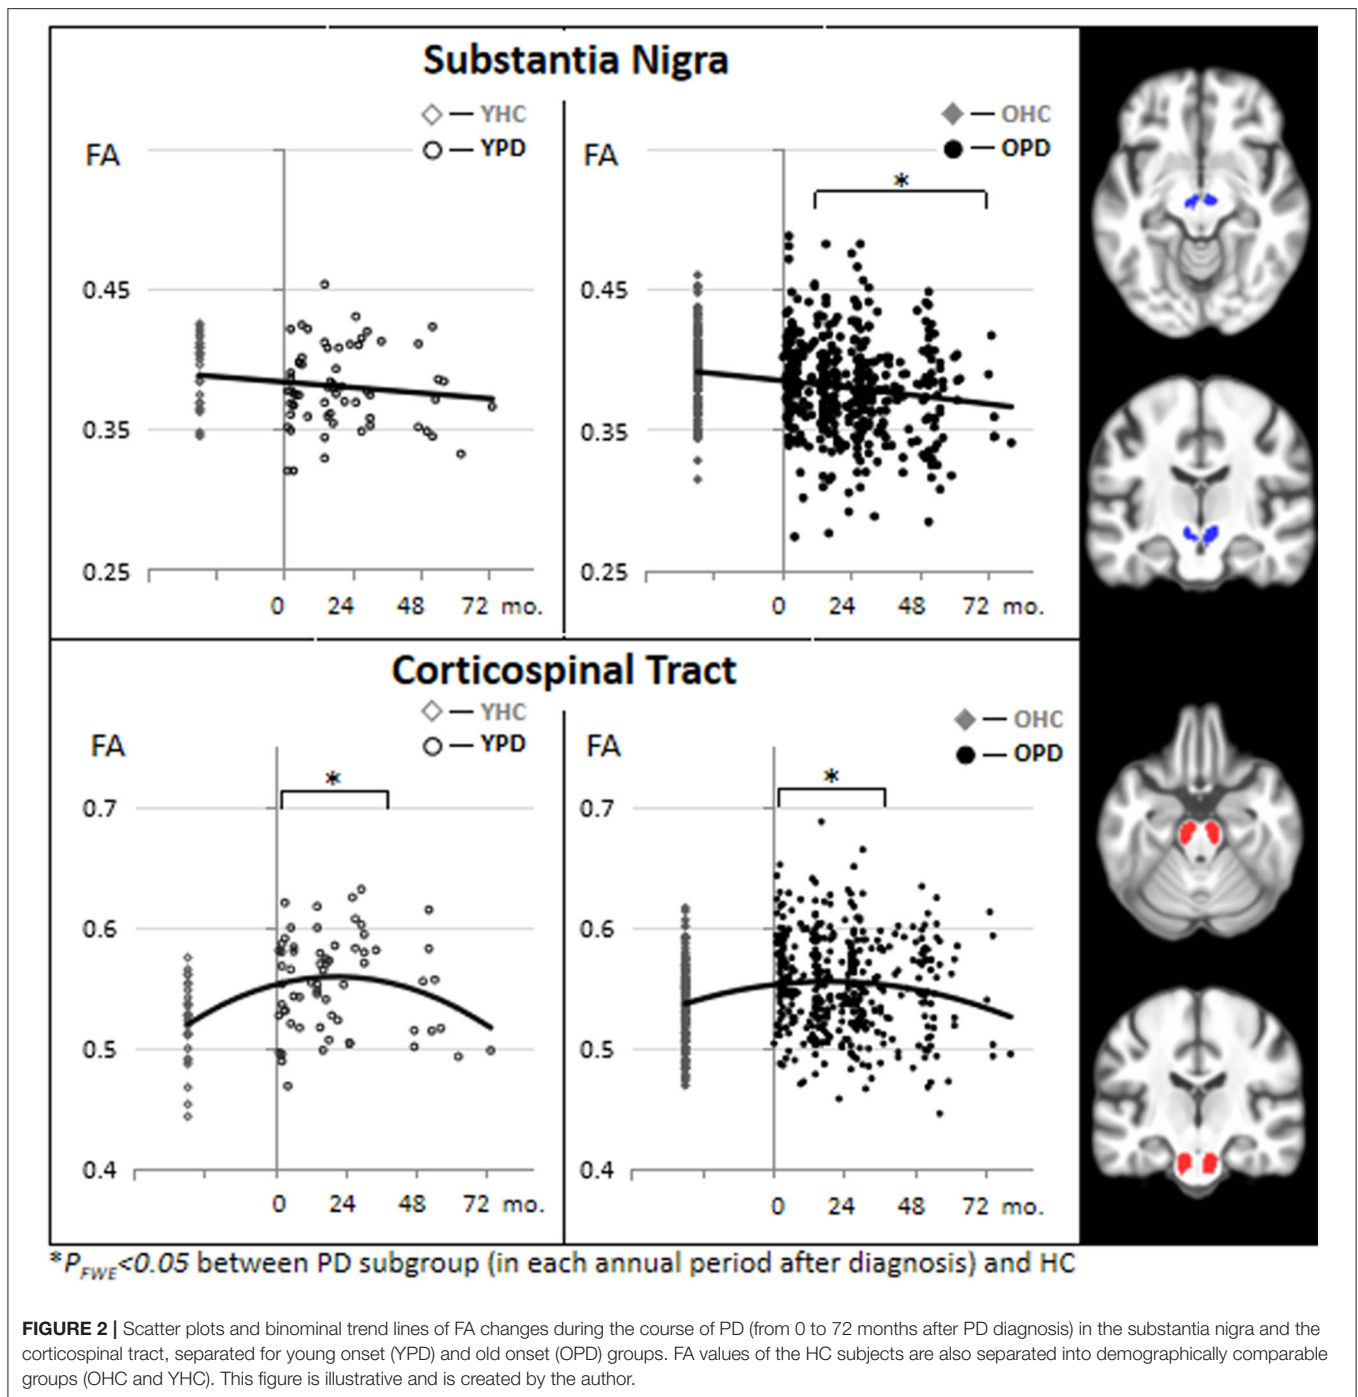 Substantia Nigra
YHC
YPD
FA
0.45
0.35
0.25
0 24 48 72 mo.
OHC
OPD
FA
*
0.45
0.35
0.25
0 24 48 72 mo.
Corticospinal Tract
YHC
YPD
FA
*
0.7
0.6
0.5
0.4
0 24 48 72 mo.
OHC
OPD
FA
*
0.7
0.6
0.5
0.4
0 24 48 72 mo.
*P_FWE<0.05 between PD subgroup (in each annual period after diagnosis) and HC
FIGURE 2 | Scatter plots and binominal trend lines of FA changes during the course of PD (from 0 to 72 months after PD diagnosis) in the substantia nigra and the
corticospinal tract, separated for young onset (YPD) and old onset (OPD) groups. FA values of the HC subjects are also separated into demographically comparable
groups (OHC and YHC). This figure is illustrative and is created by the author.